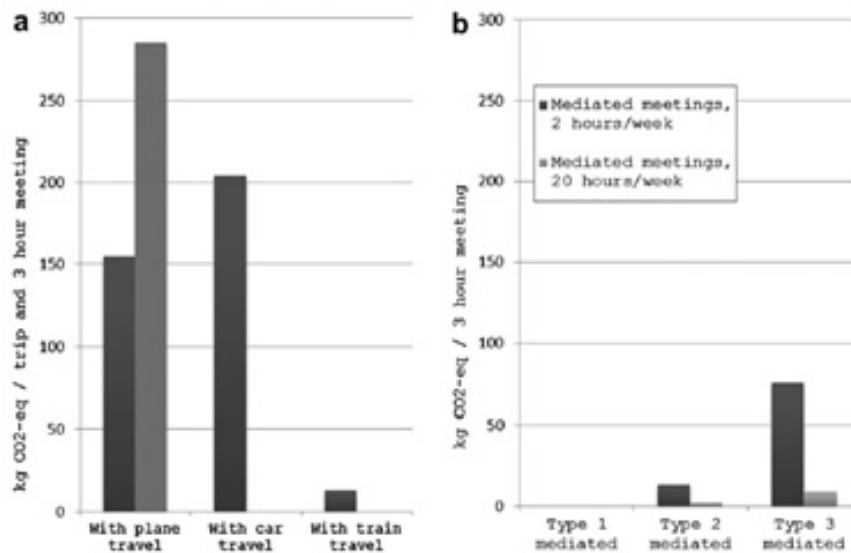 a
300
250
200
150
100
50
0
kg CO2-eq / trip and 3 hour meeting
With plane travel
With car travel
With train travel
b
300
250
200
150
100
50
0
kg CO2-eq / 3 hour meeting
Mediated meetings,
2 hours/week
Mediated meetings,
20 hours/week
Type 1
mediated
Type 2
mediated
Type 3
mediated